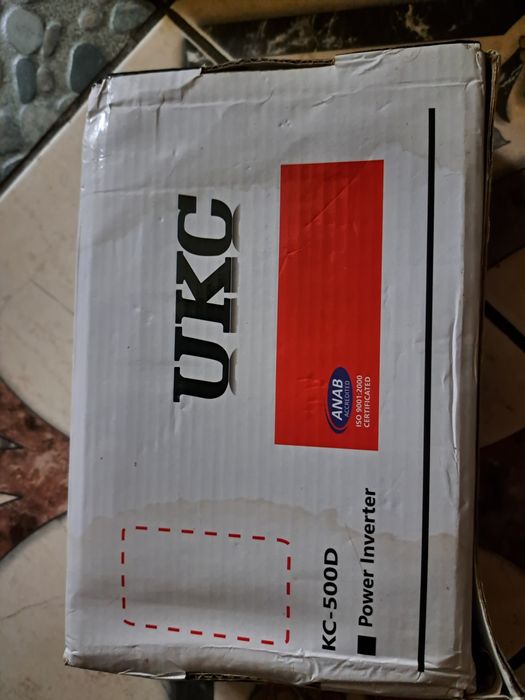 UKC
ANAB
ACCREDITED
ISO 9001:2000
CERTIFICATED
KC-500D
Power Inverter